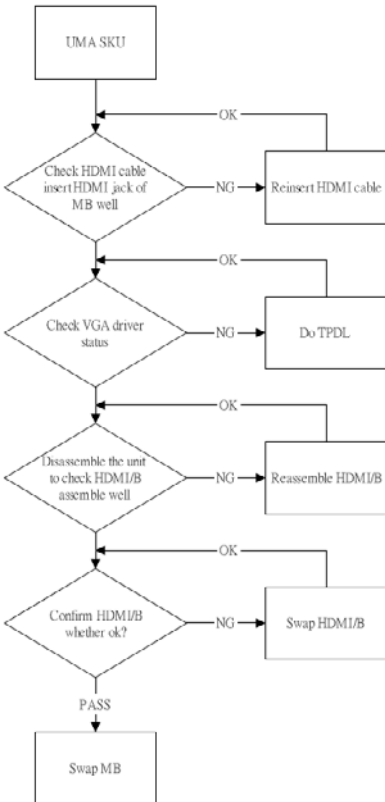 UMA SKU
OK
Check HDMI cable
insert HDMI jack of
MB well
NG
Reinsert HDMI cable
OK
Check VGA driver
status
NG
Do TPDL
OK
Disassemble the unit
to check HDMI/B
assemble well
NG
Reassemble HDMI/B
OK
Confirm HDMI/B
whether ok?
NG
Swap HDMI/B
PASS
Swap MB